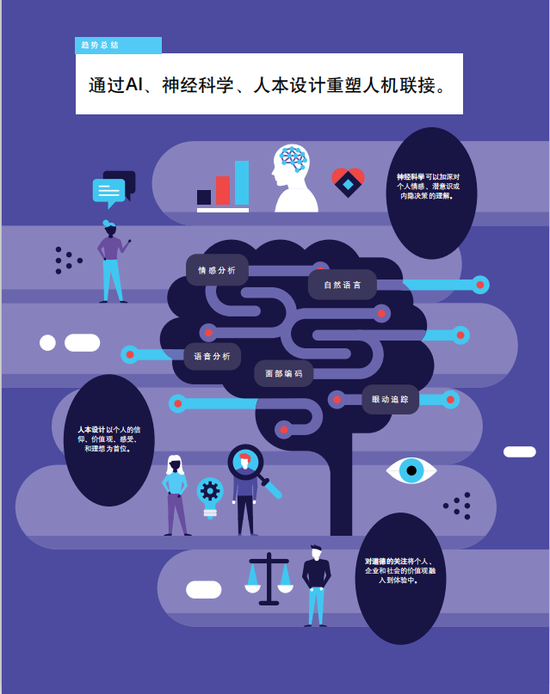 趋势总结
通过AI、神经科学、人本设计重塑人机联接。
神经科學可以加深对
个人情感、潜意识或
内隐决策的理解。
情感分析
自然语言
语音分析
面部编码
眼动追踪
人本设计以个人的信
仰、价值观、感受、
和理想为首位。
对道德的关注将个人、
企业和社会的价值观融
入到体验中。